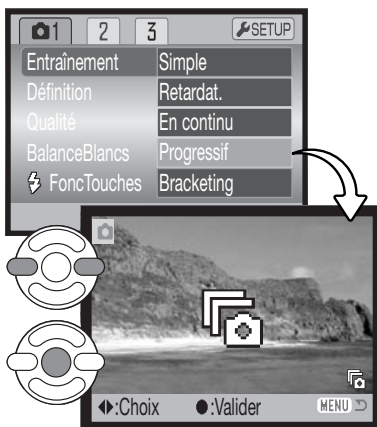 1 2 3 SETUP
Entraînement Simple
Définition Retardat.
Qualité En continu
BalanceBlancs Progressif
FoncTouches Bracketing
:Choix :Valider MENU